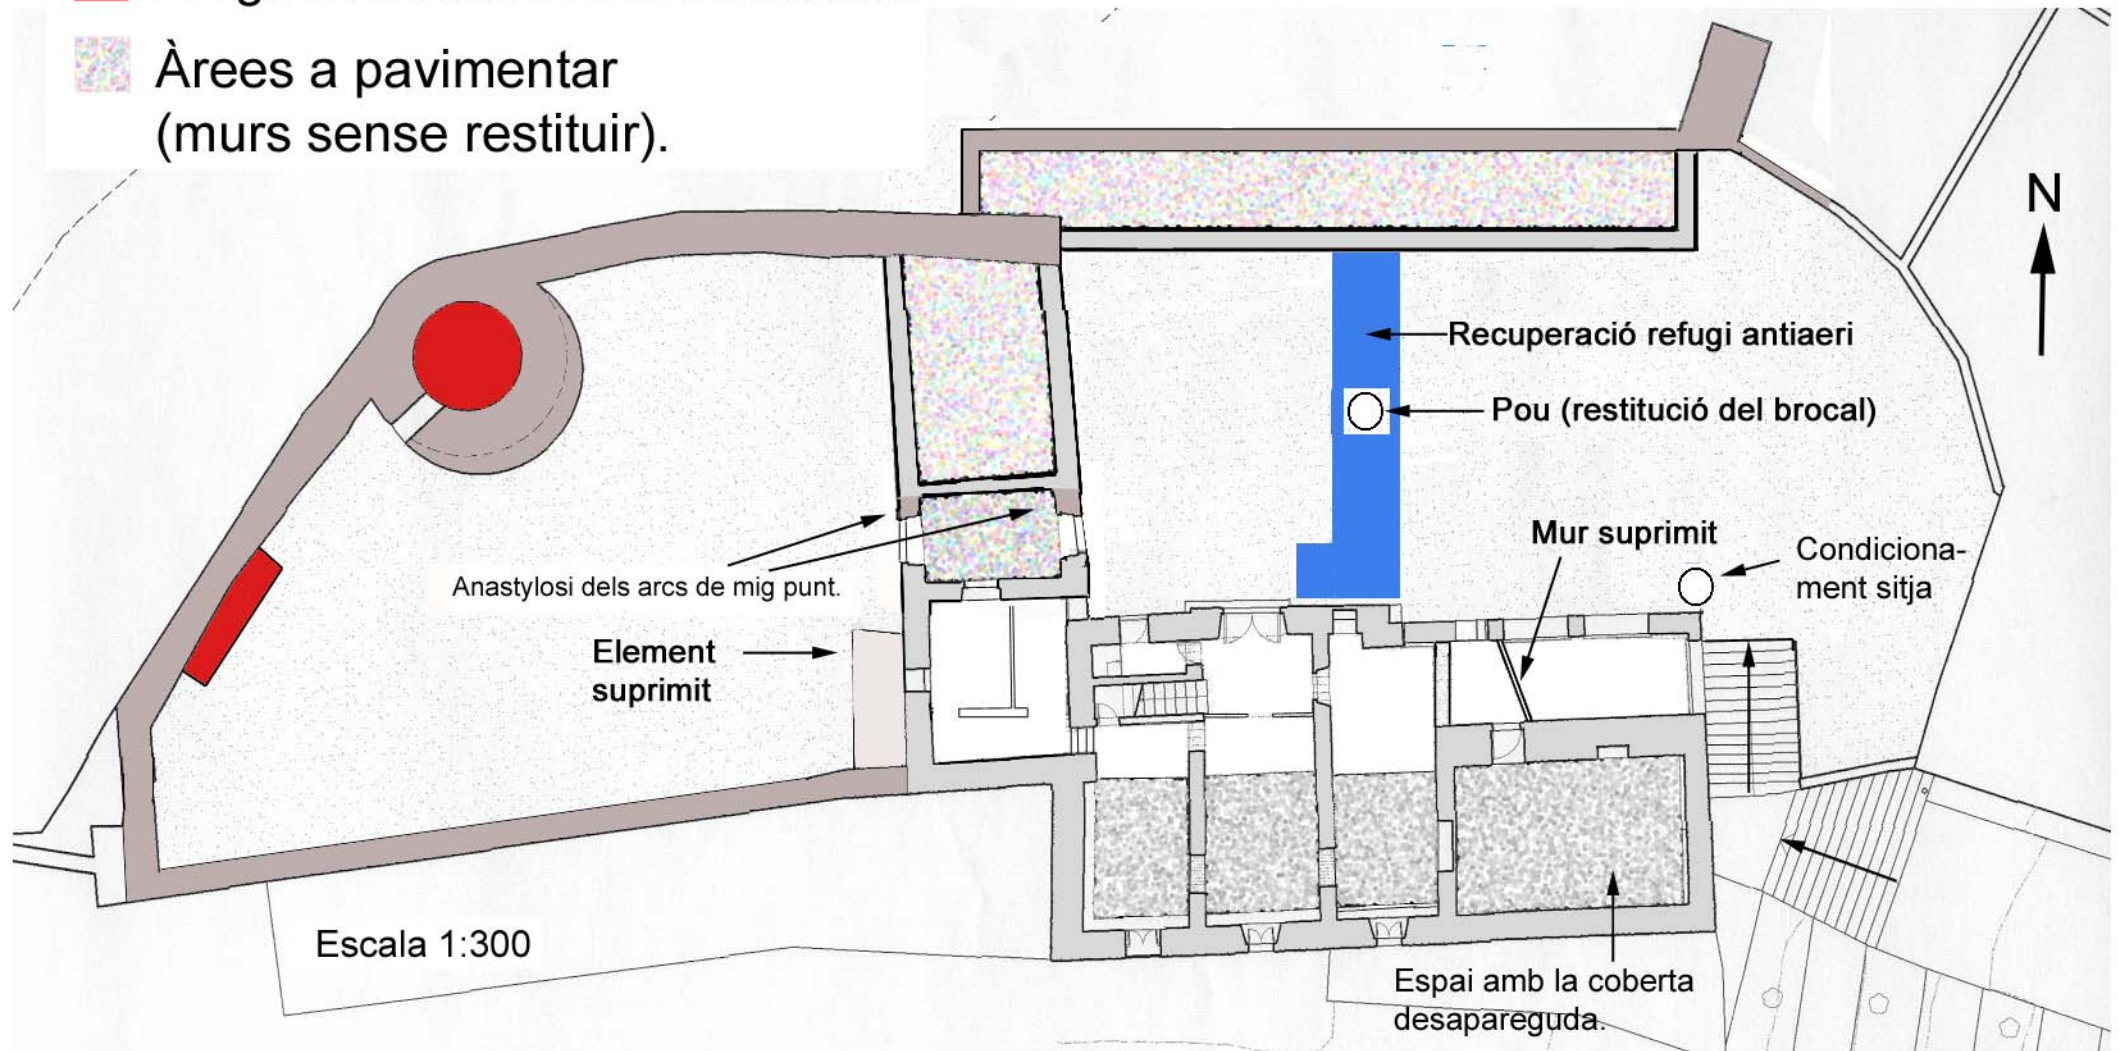 Àrees a pavimentar
(murs sense restituir).
N
Recuperació refugi antiaeri
Pou (restitució del brocal)
Mur suprimit
Condiciona-
ment sitja
Anastylosi dels arcs de mig punt.
Element
suprimit
Escala 1:300
Espai amb la coberta
desapareguda.